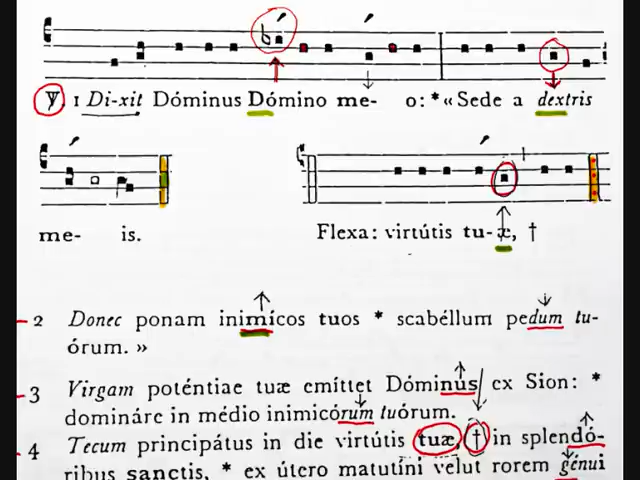 ℣. 1 Di-xit Dóminus Dómino me- o: * « Sede a dextris
me- is.
Flexa: virtútis tu-æ, †
2 Donec ponam inimícos tuos * scabéllum pedum tu-
órum. »
3 Virgam poténtiæ tuæ emíttet Dóminus ex Sion: *
domináre in médio inimicórum tuórum.
4 Tecum principátus in die virtútis tuæ, † in splendó-
ribus sanctis, * ex útero matutíni velut rorem génui